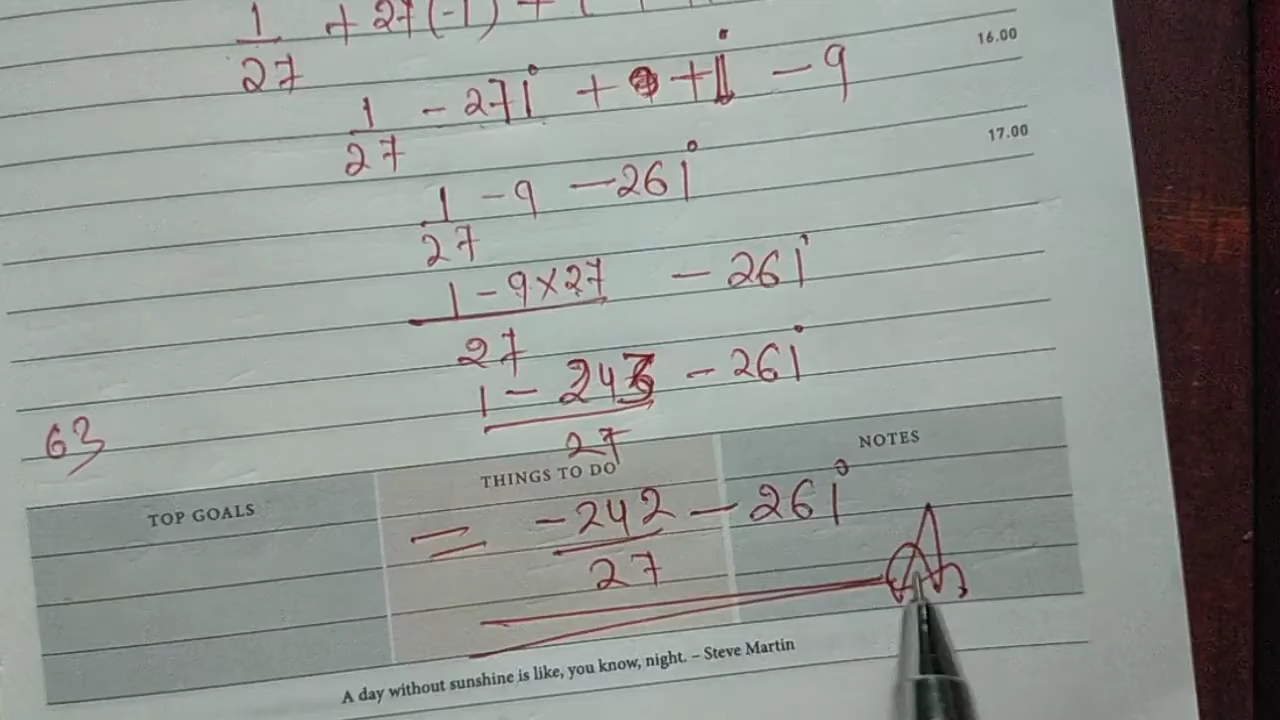 1/27 + 27(-1) +
16.00
1/27 - 27i + + i - 9
17.00
1/27 - 9 - 26i
1 - 9×27 / 27 - 26i
1 - 243 / 27 - 26i
63
TOP GOALS
THINGS TO DO
NOTES
= -242/27 - 26i
A day without sunshine is like, you know, night. – Steve Martin